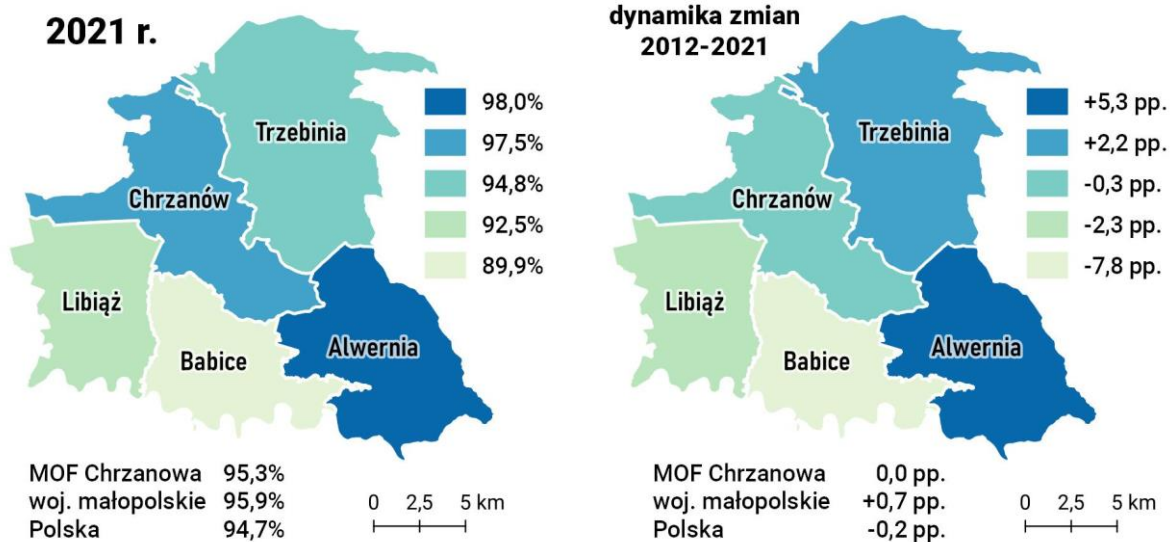 2021 r.
98,0%
97,5%
94,8%
92,5%
89,9%
Trzebinia
Chrzanów
Libiąż
Babice
Alwernia
MOF Chrzanowa 95,3%
woj. małopolskie 95,9%
Polska 94,7%
0 2,5 5 km
dynamika zmian
2012-2021
+5,3 pp.
+2,2 pp.
-0,3 pp.
-2,3 pp.
-7,8 pp.
Trzebinia
Chrzanów
Libiąż
Babice
Alwernia
MOF Chrzanowa 0,0 pp.
woj. małopolskie +0,7 pp.
Polska -0,2 pp.
0 2,5 5 km